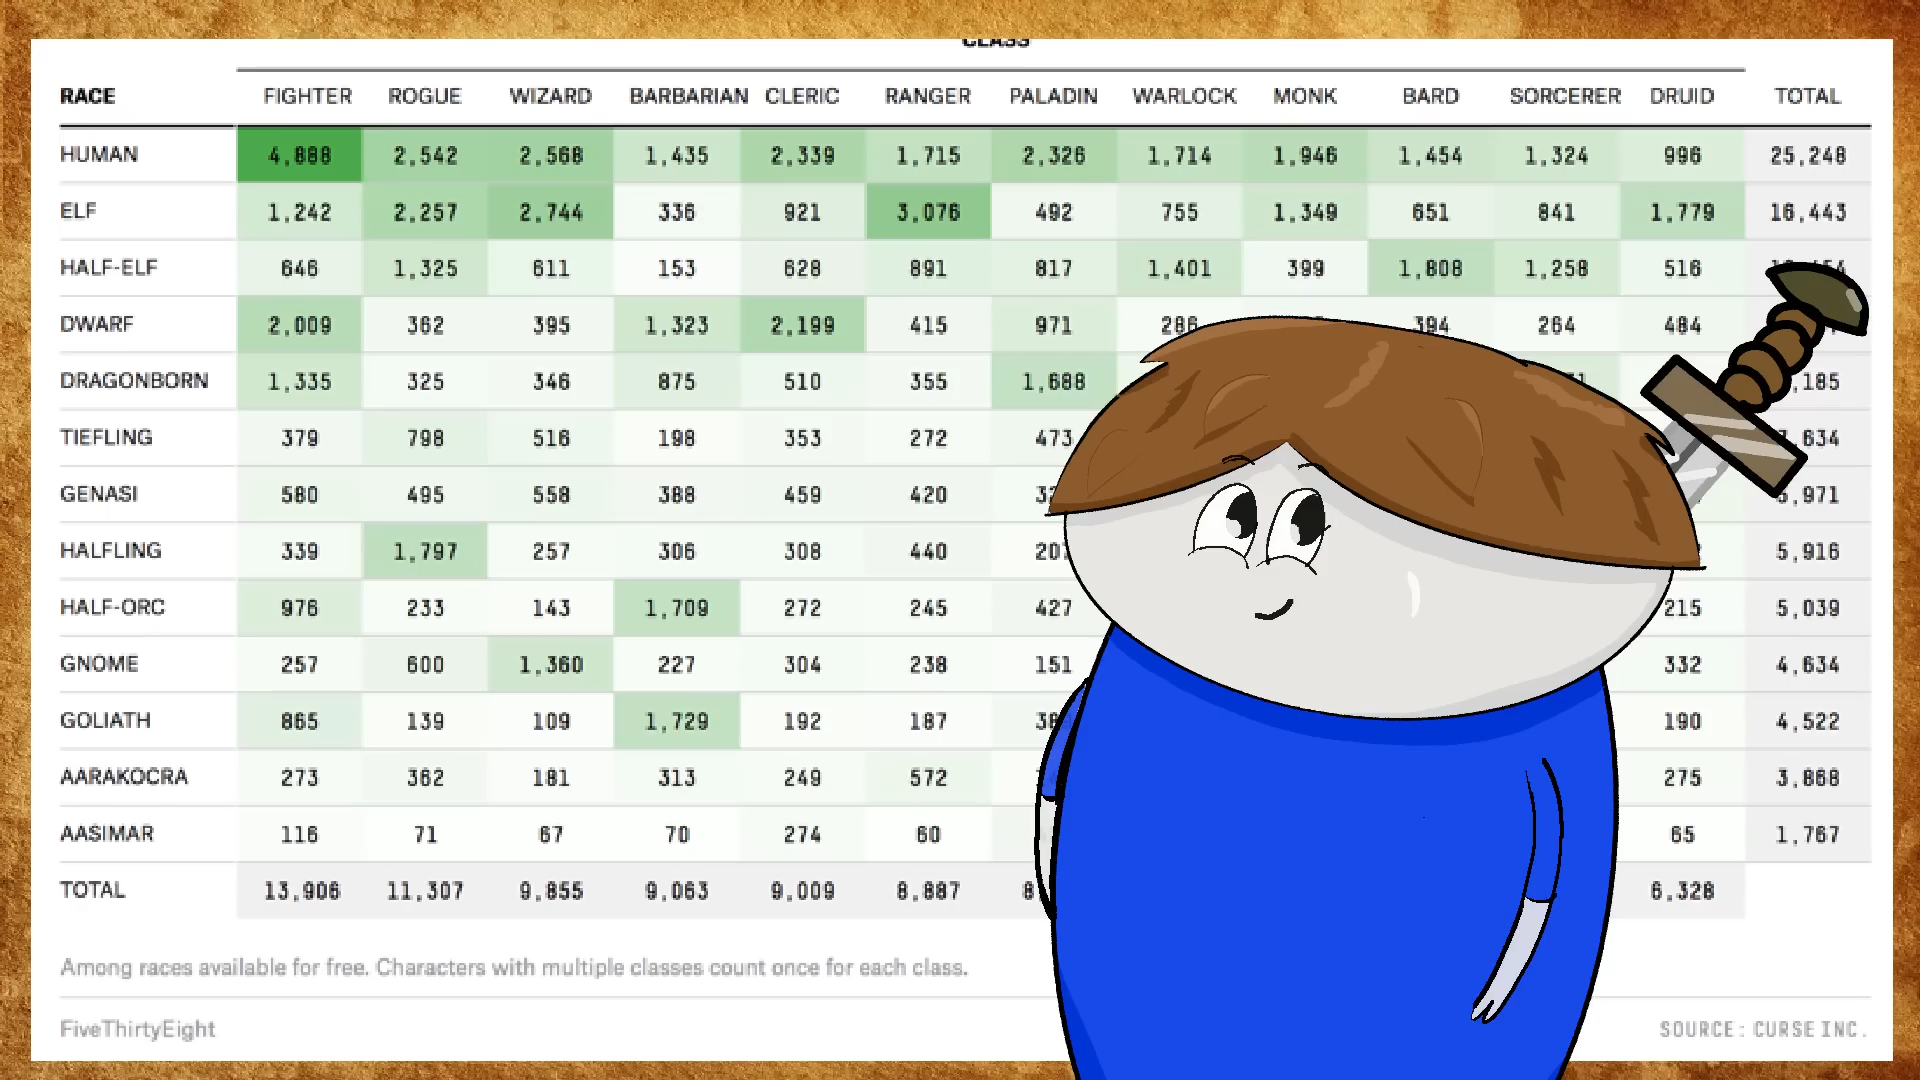 CLASS
RACE FIGHTER ROGUE WIZARD BARBARIAN CLERIC RANGER PALADIN WARLOCK MONK BARD SORCERER DRUID TOTAL
HUMAN 4,888 2,542 2,568 1,435 2,339 1,715 2,326 1,714 1,946 1,454 1,324 996 25,248
ELF 1,242 2,257 2,744 336 921 3,076 492 755 1,349 651 841 1,779 16,443
HALF-ELF 646 1,325 611 153 628 891 817 1,401 399 1,808 1,258 516
DWARF 2,009 362 395 1,323 2,199 415 971 286 394 264 484
DRAGONBORN 1,335 325 346 875 510 355 1,688 ,185
TIEFLING 379 798 516 198 353 272 473 ,634
GENASI 580 495 558 388 459 420 ,971
HALFLING 339 1,797 257 306 308 440 5,916
HALF-ORC 976 233 143 1,709 272 245 427 215 5,039
GNOME 257 600 1,360 227 304 238 151 332 4,634
GOLIATH 865 139 109 1,729 192 187 190 4,522
AARAKOCRA 273 362 181 313 249 572 275 3,868
AASIMAR 116 71 67 70 274 60 65 1,767
TOTAL 13,906 11,307 9,855 9,063 9,009 8,887 6,328
Among races available for free. Characters with multiple classes count once for each class.
FiveThirtyEight SOURCE: CURSE INC.